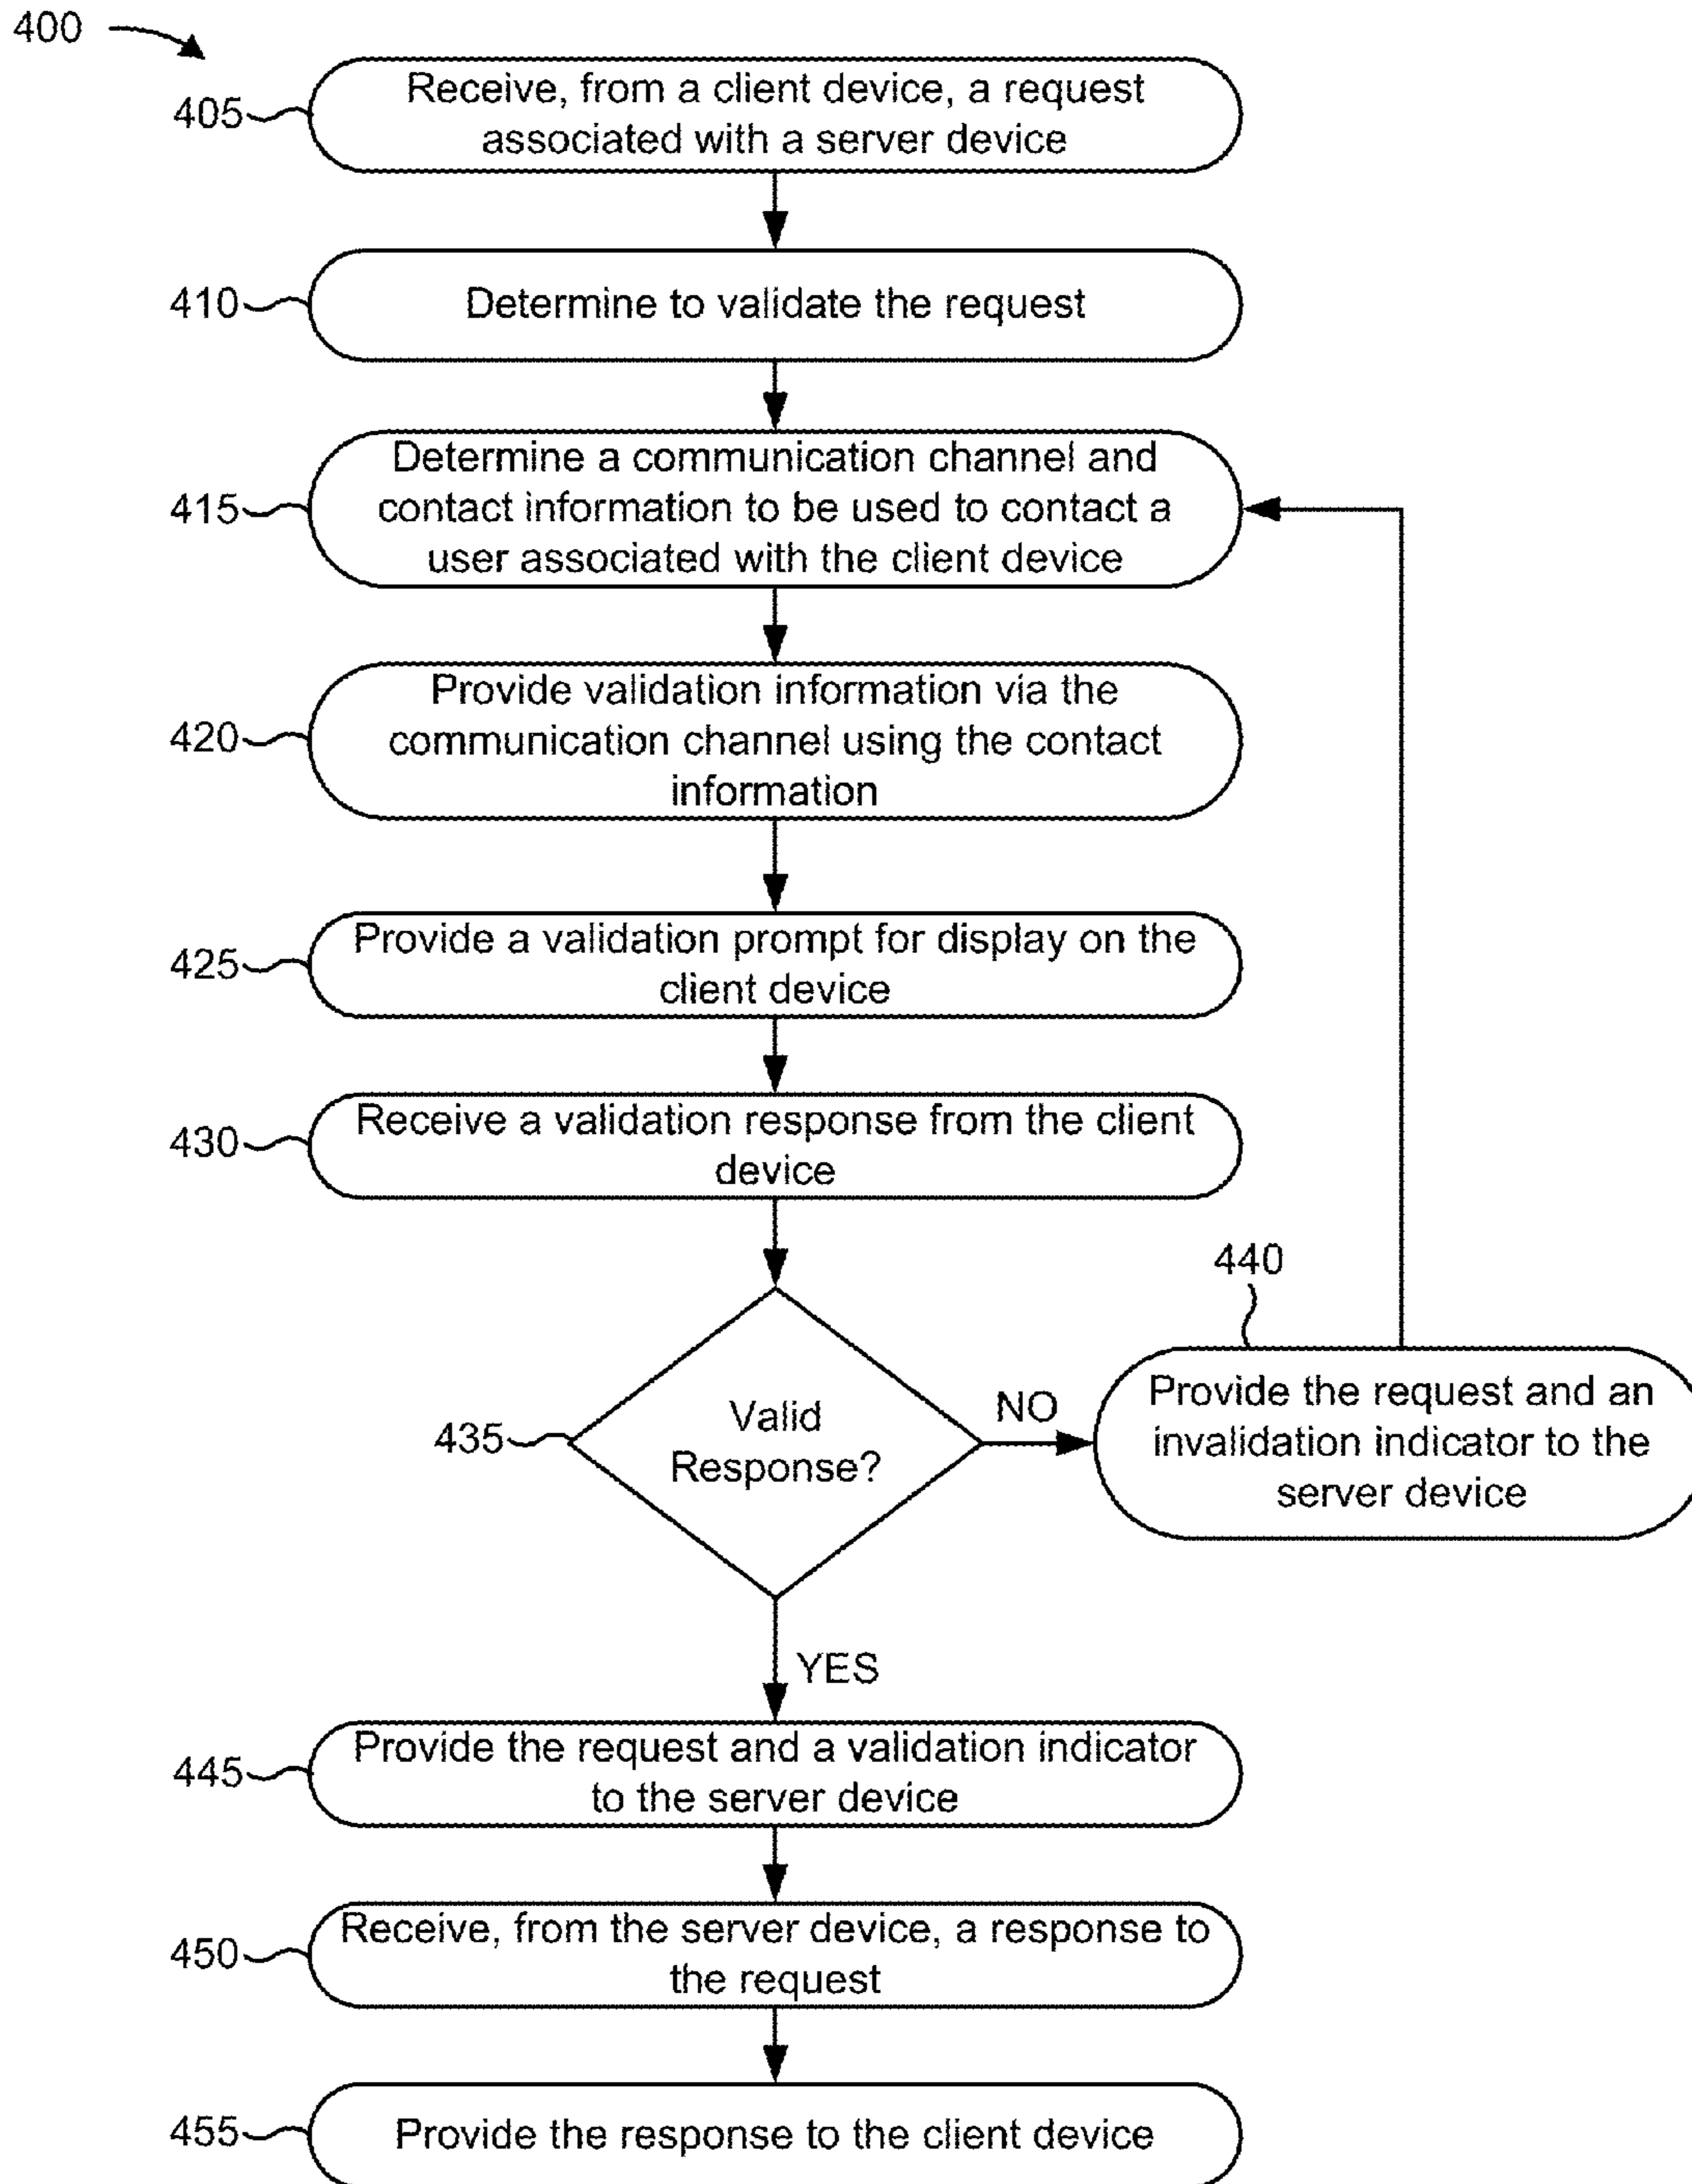 400
405
Receive, from a client device, a request
associated with a server device
410
Determine to validate the request
415
Determine a communication channel and
contact information to be used to contact a
user associated with the client device
420
Provide validation information via the
communication channel using the contact
information
425
Provide a validation prompt for display on the
client device
430
Receive a validation response from the client
device
435
Valid
Response?
NO
440
Provide the request and an
invalidation indicator to the
server device
YES
445
Provide the request and a validation indicator
to the server device
450
Receive, from the server device, a response to
the request
455
Provide the response to the client device